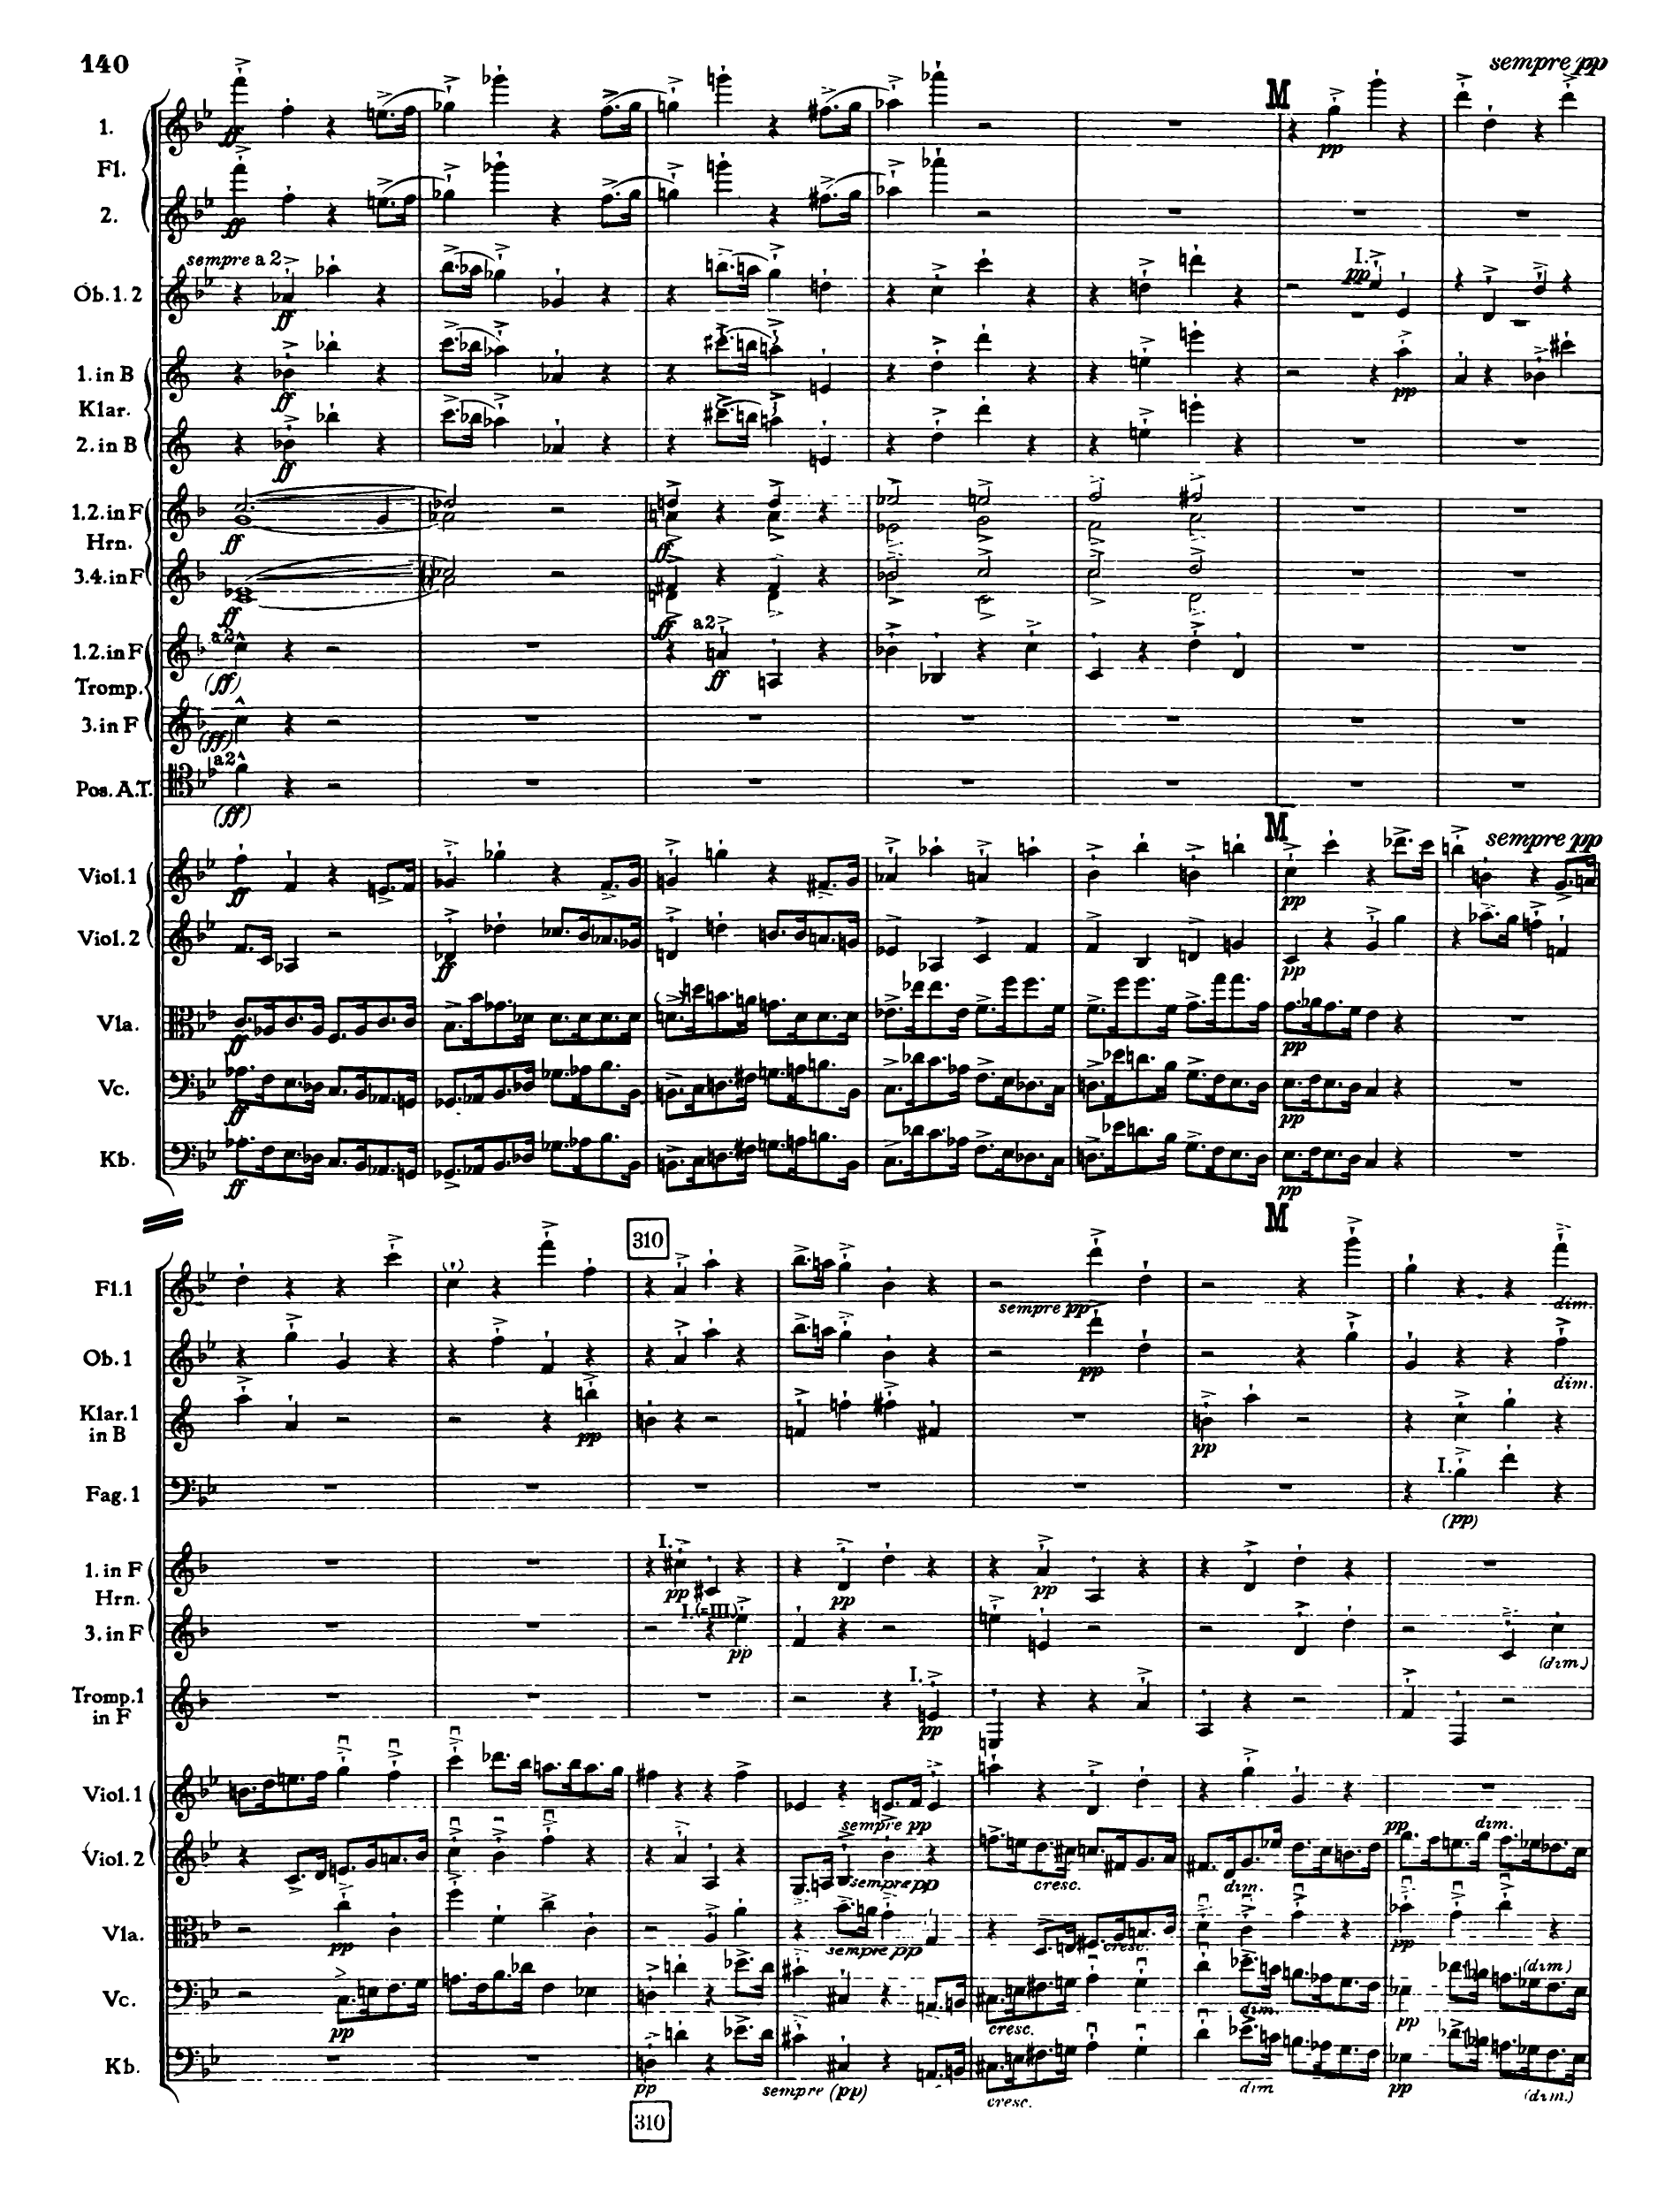 140
sempre pp
M
1.
ff
pp
Fl.
2.
ff
sempre a 2
I.
pp
Ob. 1. 2
ff
1. in B
ff
pp
Klar.
2. in B
ff
1.2. in F
ff
ff
Hrn.
3.4. in F
ff
ff
a 2
a 2
1.2. in F
(ff)
ff
Tromp.
3. in F
(ff)
a 2
Pos. A.T.
(ff)
M
sempre pp
Viol. 1
ff
pp
Viol. 2
ff
pp
Vla.
ff
pp
Vc.
ff
pp
Kb.
ff
pp
M
310
Fl. 1
sempre pp
dim.
Ob. 1
pp
dim.
Klar. 1
in B
pp
pp
Fag. 1
I.
(pp)
I.
1. in F
pp
pp
pp
Hrn.
I. (=III.)
3. in F
pp
(dim.)
Tromp. 1
in F
I.
pp
Viol. 1
sempre pp
pp
dim.
Viol. 2
sempre pp
cresc.
dim.
Vla.
pp
sempre pp
cresc.
pp
(dim)
Vc.
pp
cresc.
dim.
pp
Kb.
pp
sempre (pp)
cresc.
dim
pp
(dim.)
310